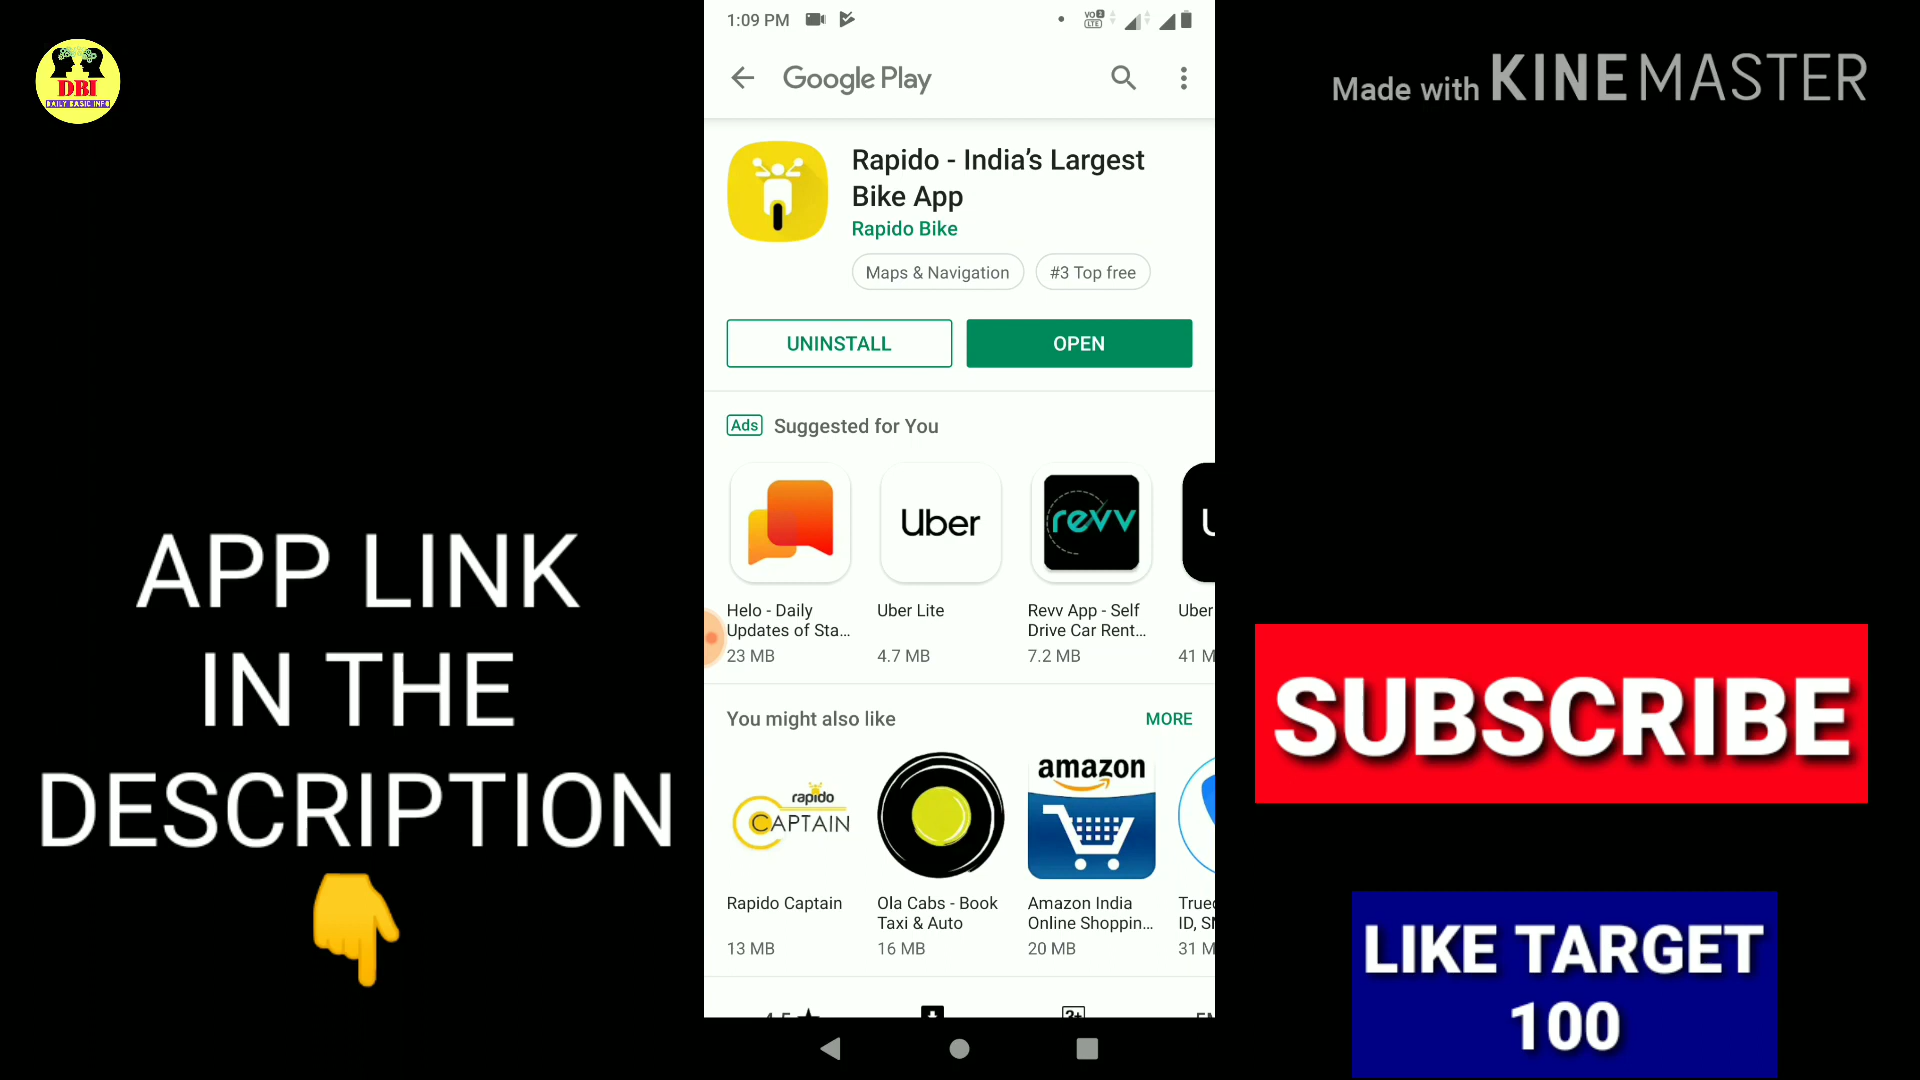 DBI
DAILY BASIC INFO
APP LINK
IN THE
DESCRIPTION
1:09 PM
VO LTE
Google Play
Rapido - India’s Largest
Bike App
Rapido Bike
Maps & Navigation
#3 Top free
UNINSTALL
OPEN
Ads Suggested for You
Uber
revv
Helo - Daily
Updates of Sta...
23 MB
Uber Lite
4.7 MB
Revv App - Self
Drive Car Rent...
7.2 MB
Uber
41 M
You might also like
MORE
rapido
CAPTAIN
amazon
Rapido Captain
13 MB
Ola Cabs - Book
Taxi & Auto
16 MB
Amazon India
Online Shoppin...
20 MB
31 M
Made with KINEMASTER
SUBSCRIBE
LIKE TARGET
100